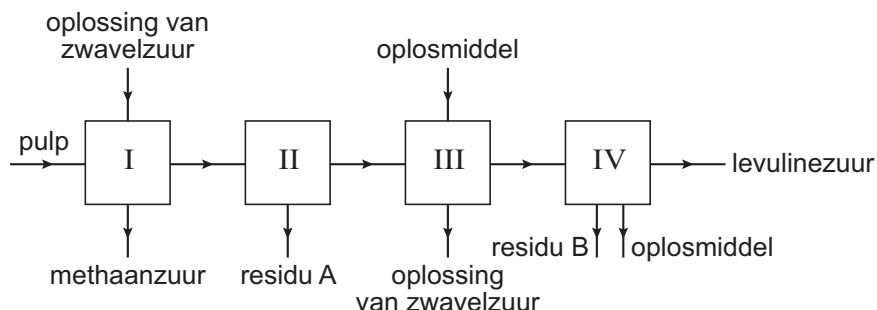 oplossing van
zwavelzuur
oplosmiddel
pulp
I
II
III
IV
levulinezuur
methaanzuur
residu A
oplossing
van zwavelzuur
residu B
oplosmiddel